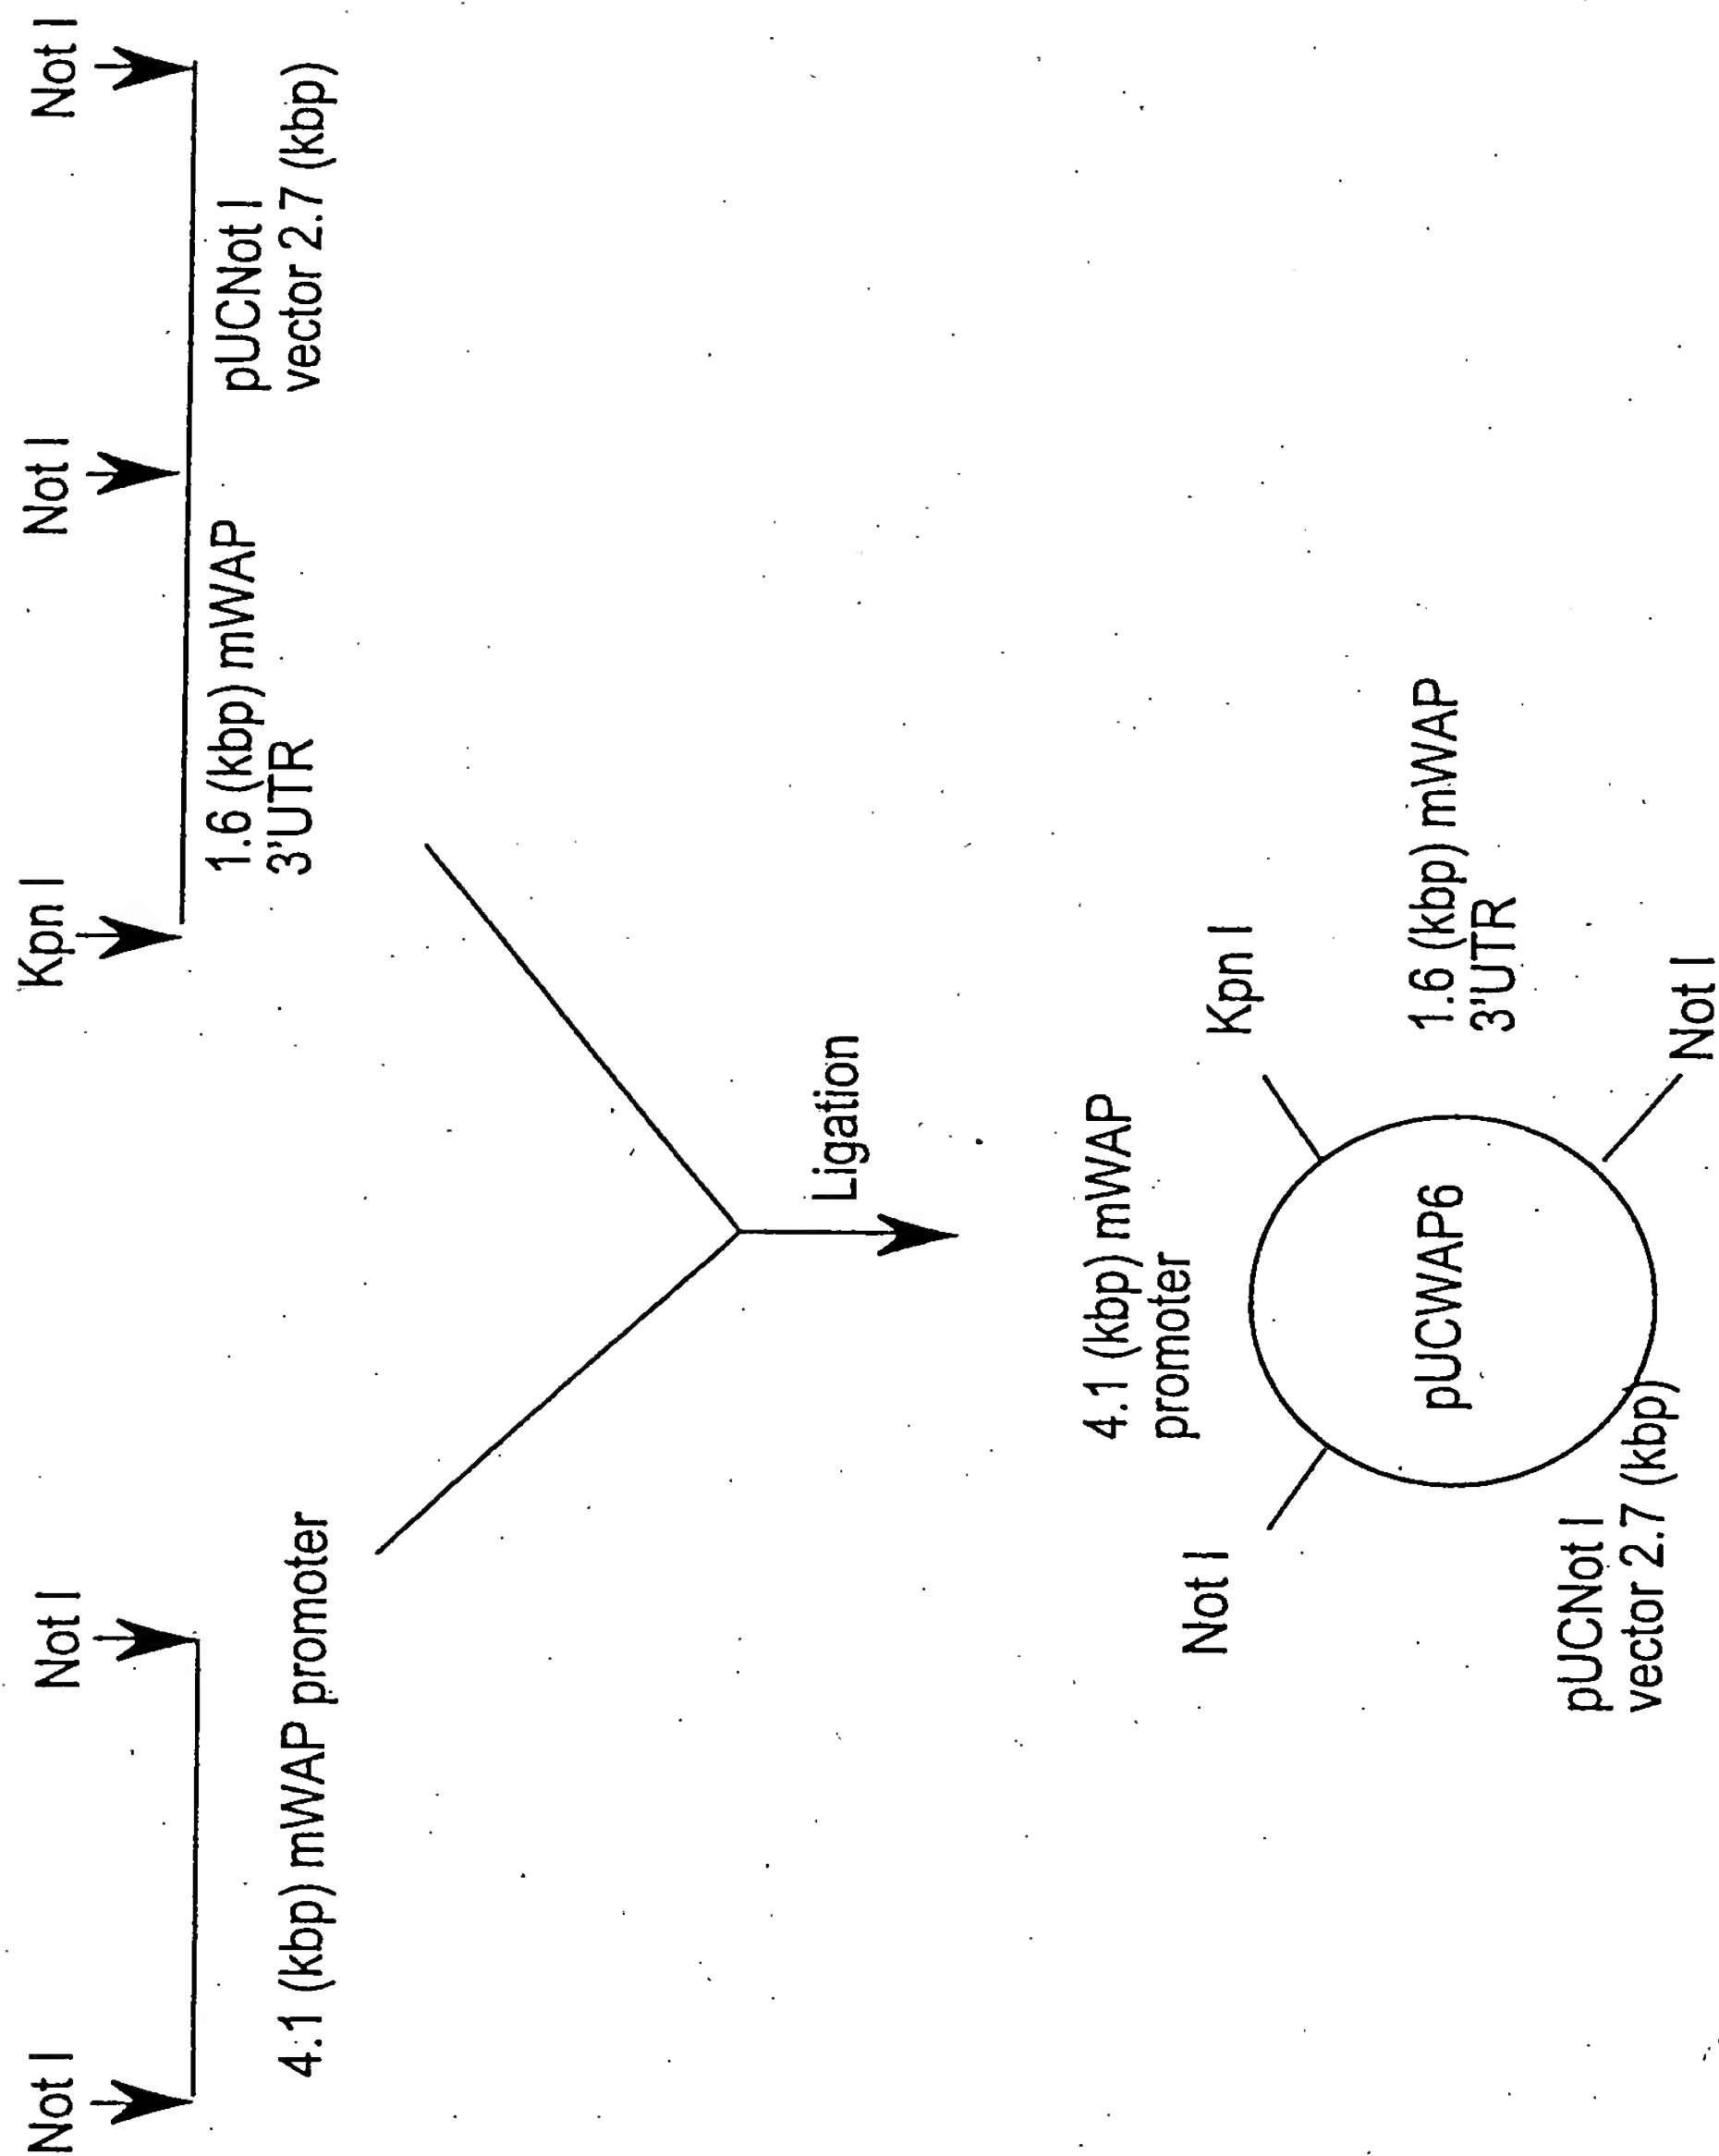 Not I
Not I
4.1 (kbp) mWAP promoter
Kpn I
Not I
Not I
1.6 (kbp) mWAP
3'UTR
pUCNot I
vector 2.7 (kbp)
Ligation
4.1 (kbp) mWAP
promoter
Not I
Kpn I
pUCWAP6
1.6 (kbp) mWAP
3'UTR
pUCNot I
vector 2.7 (kbp)
Not I